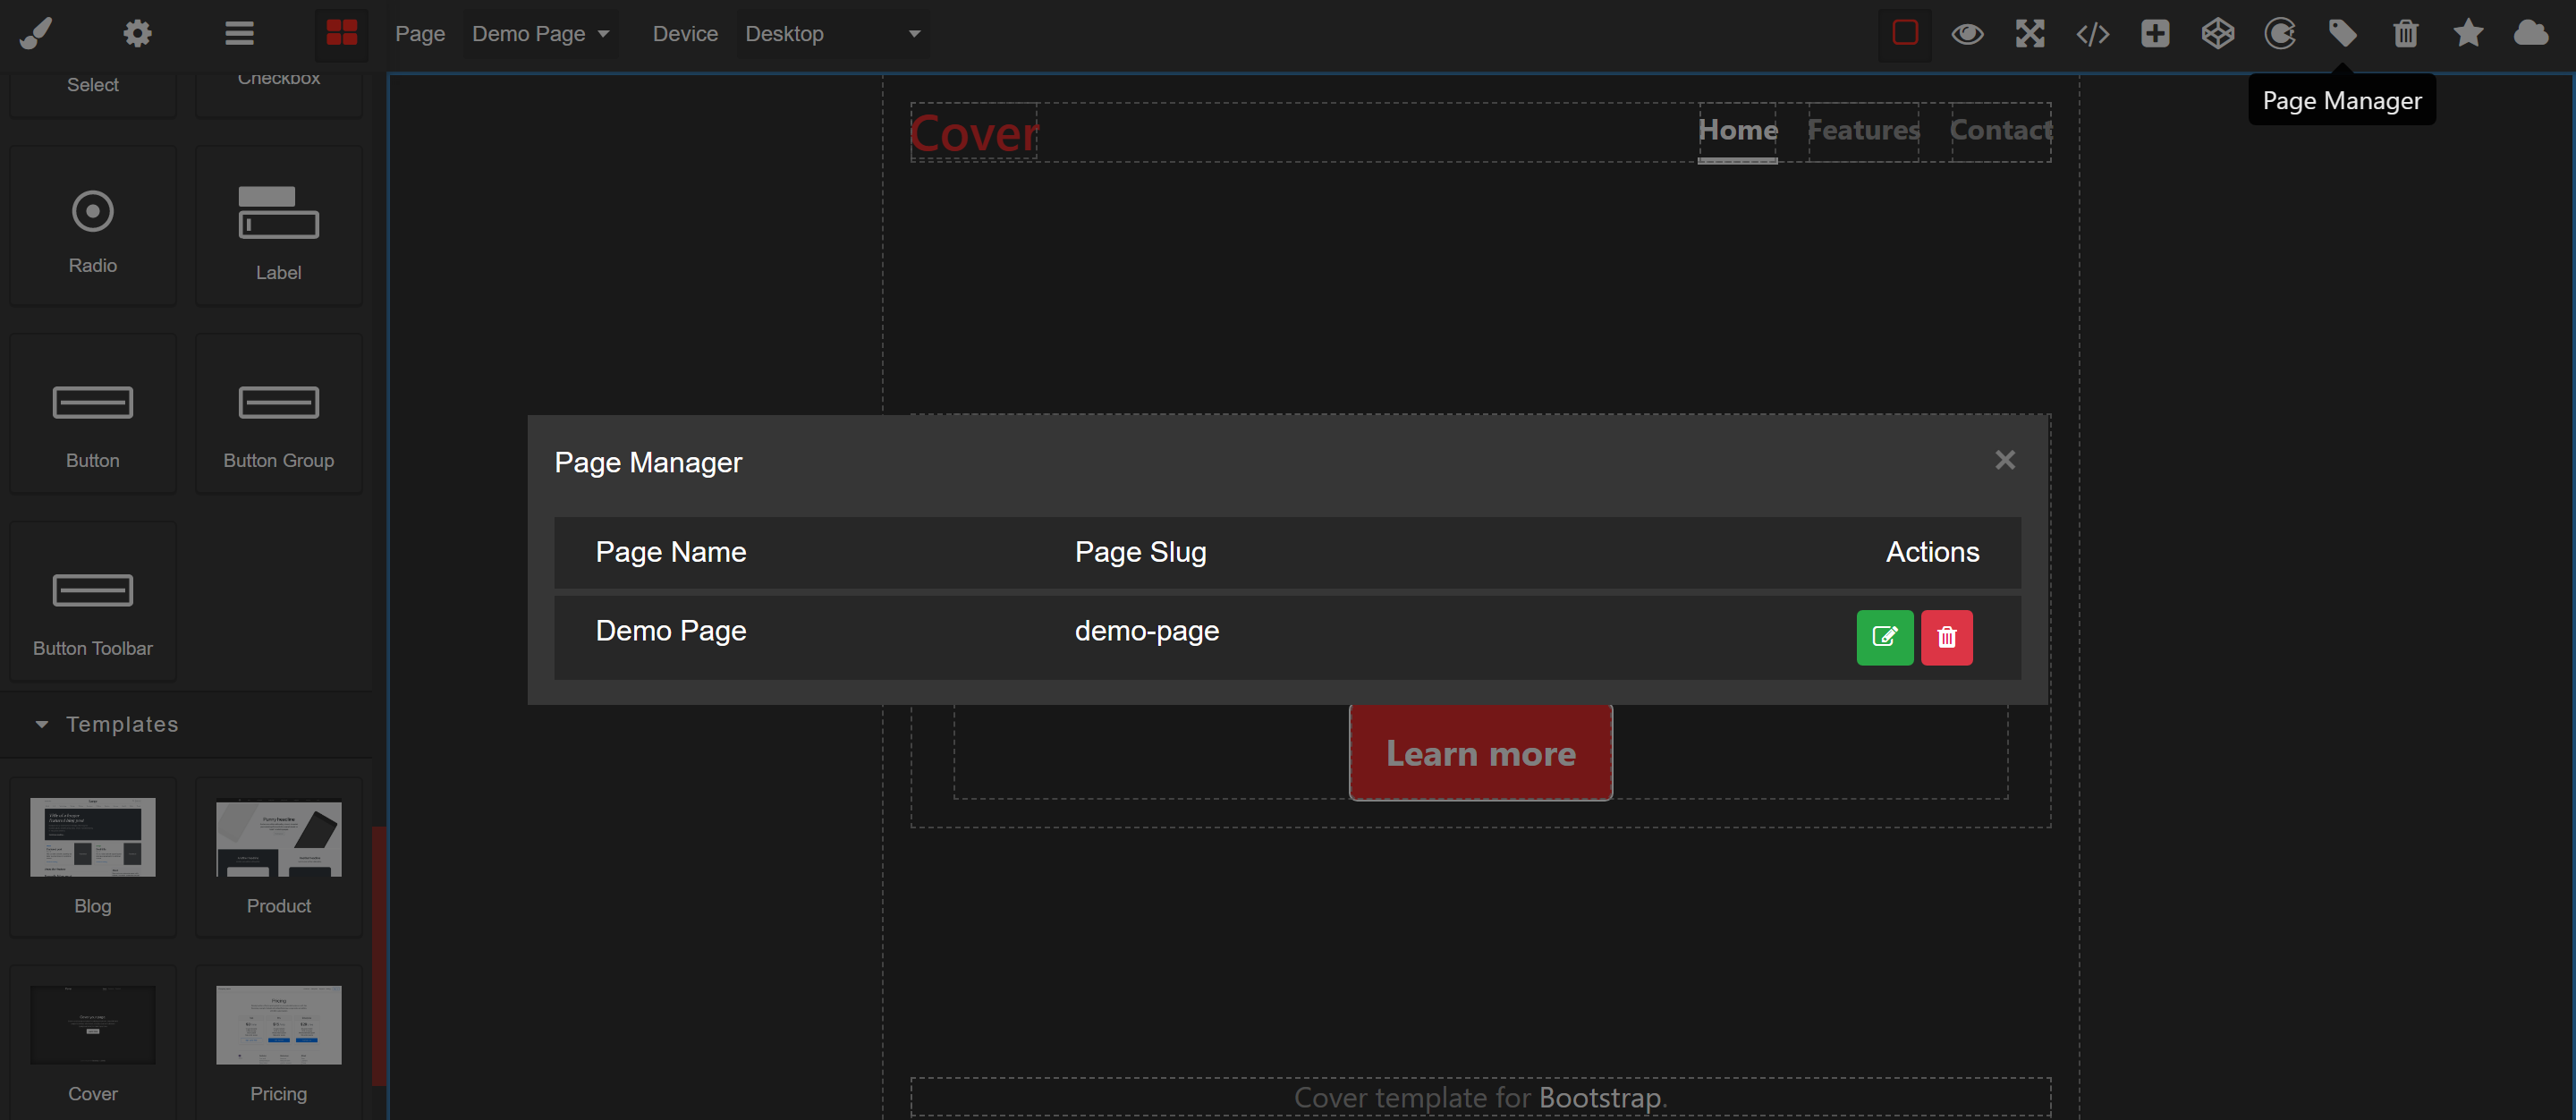 Page Demo Page Device Desktop
Page Manager
Select Checkbox
Cover Home Features Contact
Radio Label
Button Button Group
Page Manager
Page Name Page Slug Actions
Demo Page demo-page
Button Toolbar
Templates
Learn more
Blog Product
Cover Pricing
Cover template for Bootstrap.